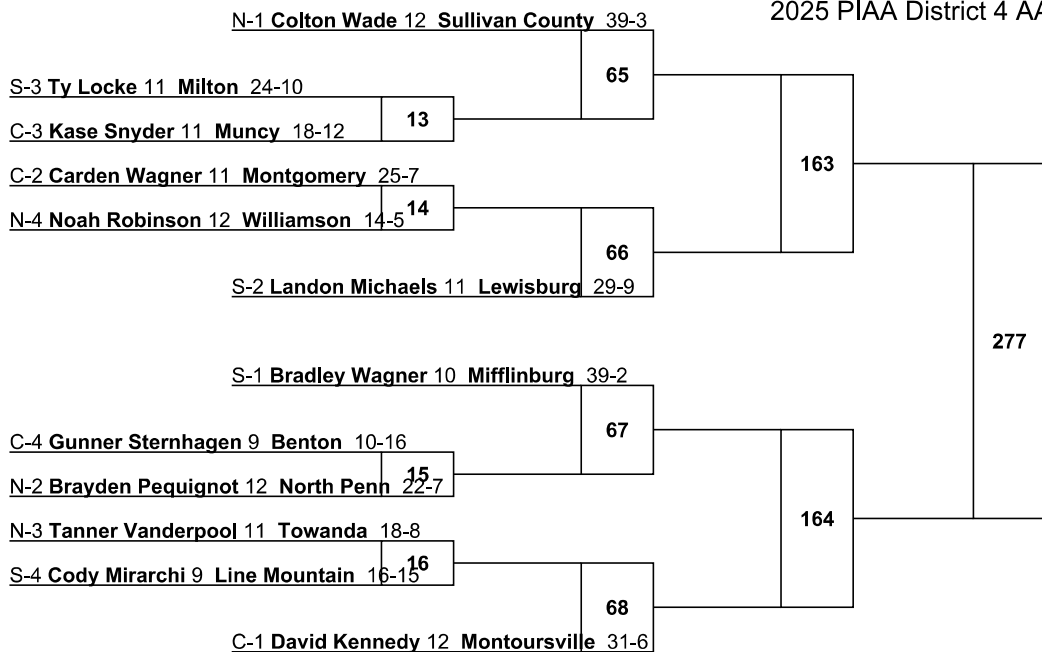 2025 PIAA District 4 AA
N-1 Colton Wade 12 Sullivan County 39-3
65
S-3 Ty Locke 11 Milton 24-10
13
C-3 Kase Snyder 11 Muncy 18-12
163
C-2 Carden Wagner 11 Montgomery 25-7
14
N-4 Noah Robinson 12 Williamson 14-5
66
S-2 Landon Michaels 11 Lewisburg 29-9
277
S-1 Bradley Wagner 10 Mifflinburg 39-2
67
C-4 Gunner Sternhagen 9 Benton 10-16
15
N-2 Brayden Pequignot 12 North Penn 22-7
164
N-3 Tanner Vanderpool 11 Towanda 18-8
16
S-4 Cody Mirarchi 9 Line Mountain 16-15
68
C-1 David Kennedy 12 Montoursville 31-6